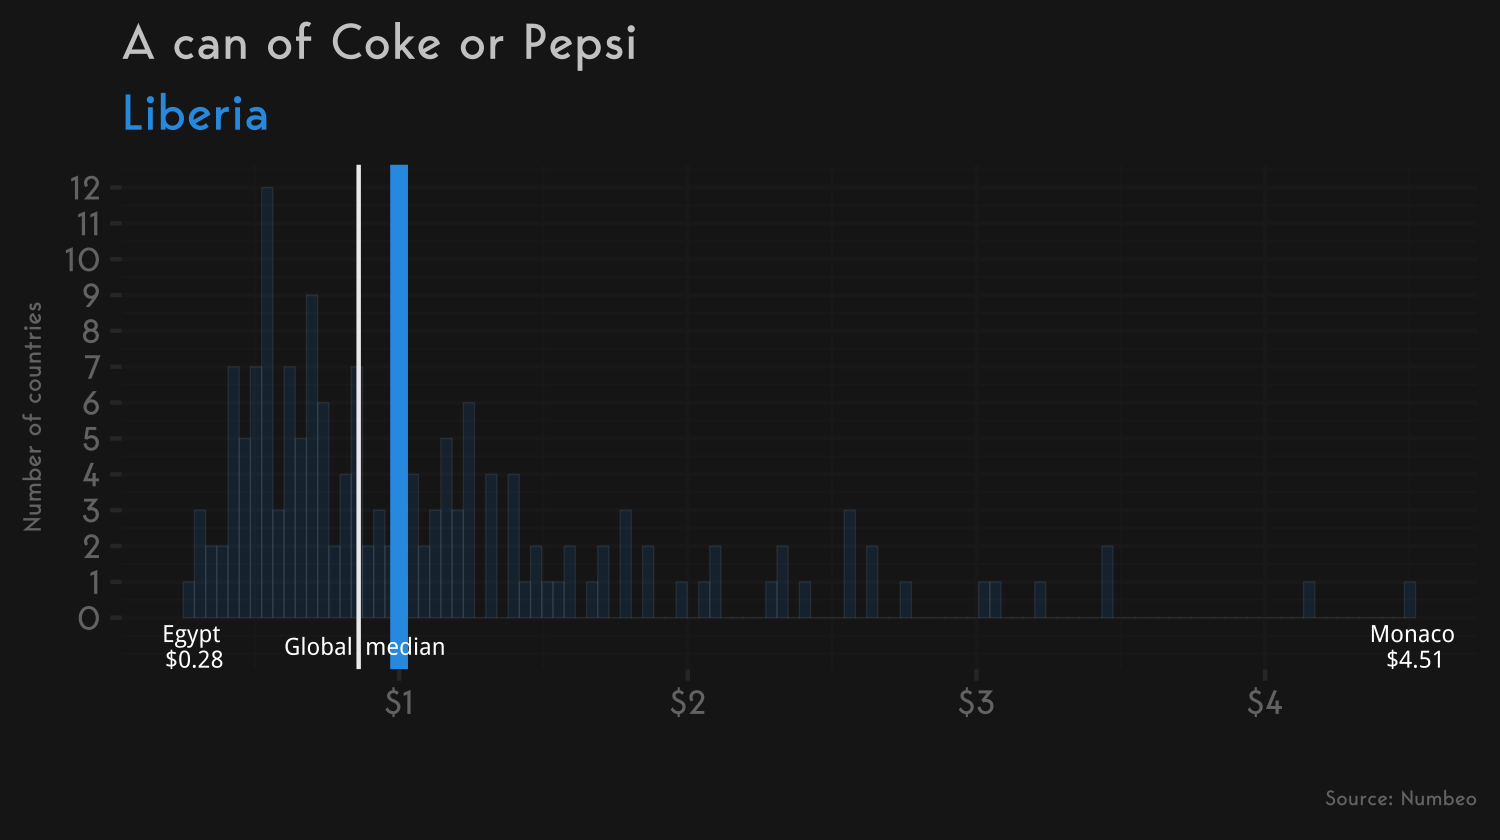 A can of Coke or Pepsi
Liberia
Number of countries
12
11
10
9
8
7
6
5
4
3
2
1
0
Egypt
$0.28
Global median
Monaco
$4.51
$1
$2
$3
$4
Source: Numbeo